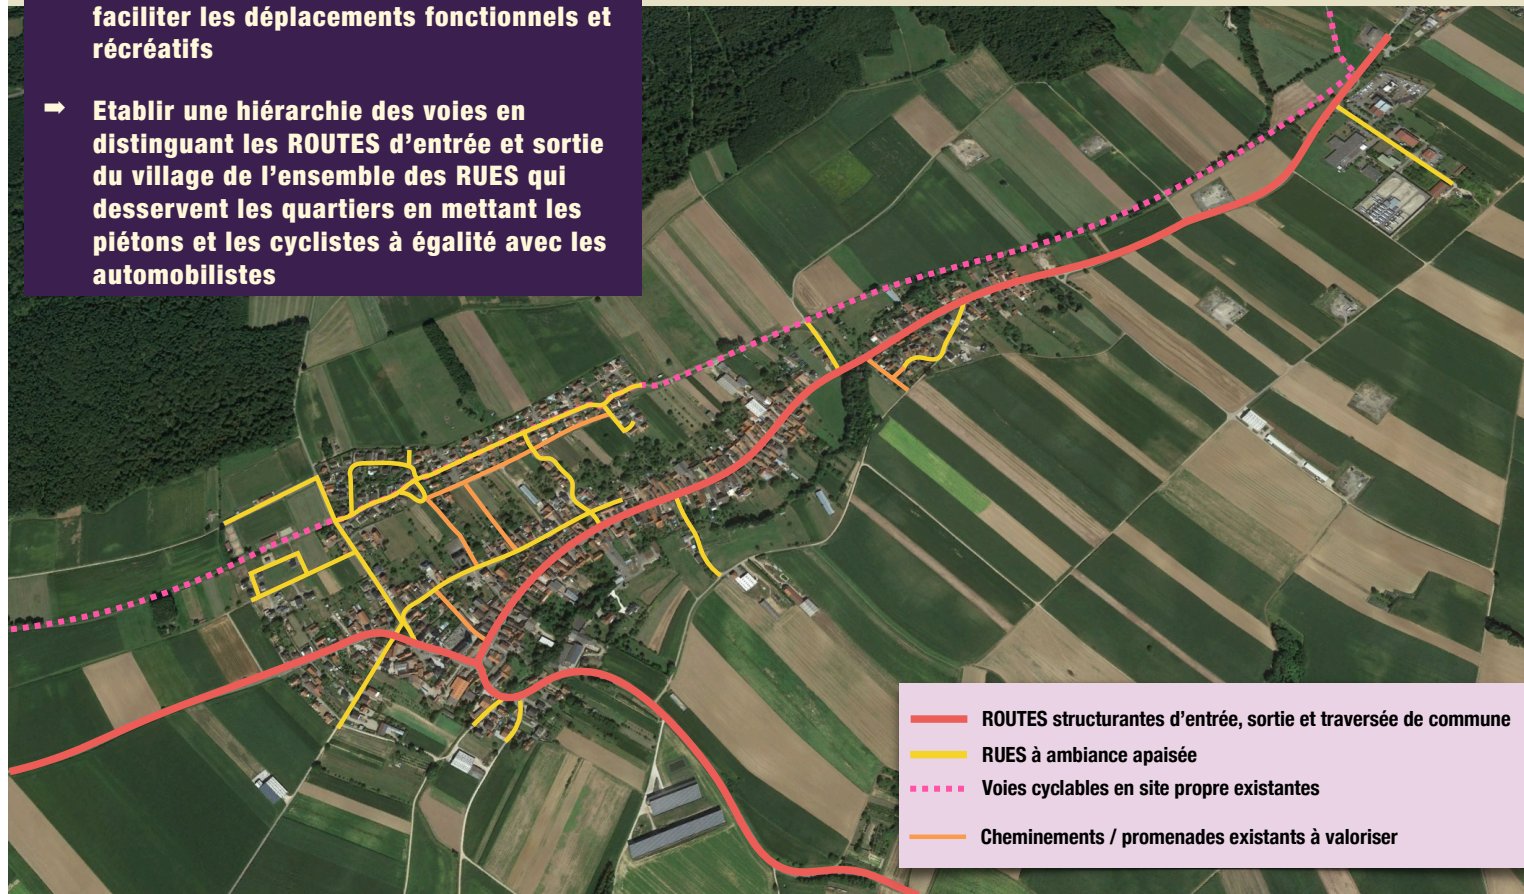 faciliter les déplacements fonctionnels et
récréatifs
➡ Etablir une hiérarchie des voies en
distinguant les ROUTES d’entrée et sortie
du village de l’ensemble des RUES qui
desservent les quartiers en mettant les
piétons et les cyclistes à égalité avec les
automobilistes
ROUTES structurantes d’entrée, sortie et traversée de commune
RUES à ambiance apaisée
Voies cyclables en site propre existantes
Cheminements / promenades existants à valoriser